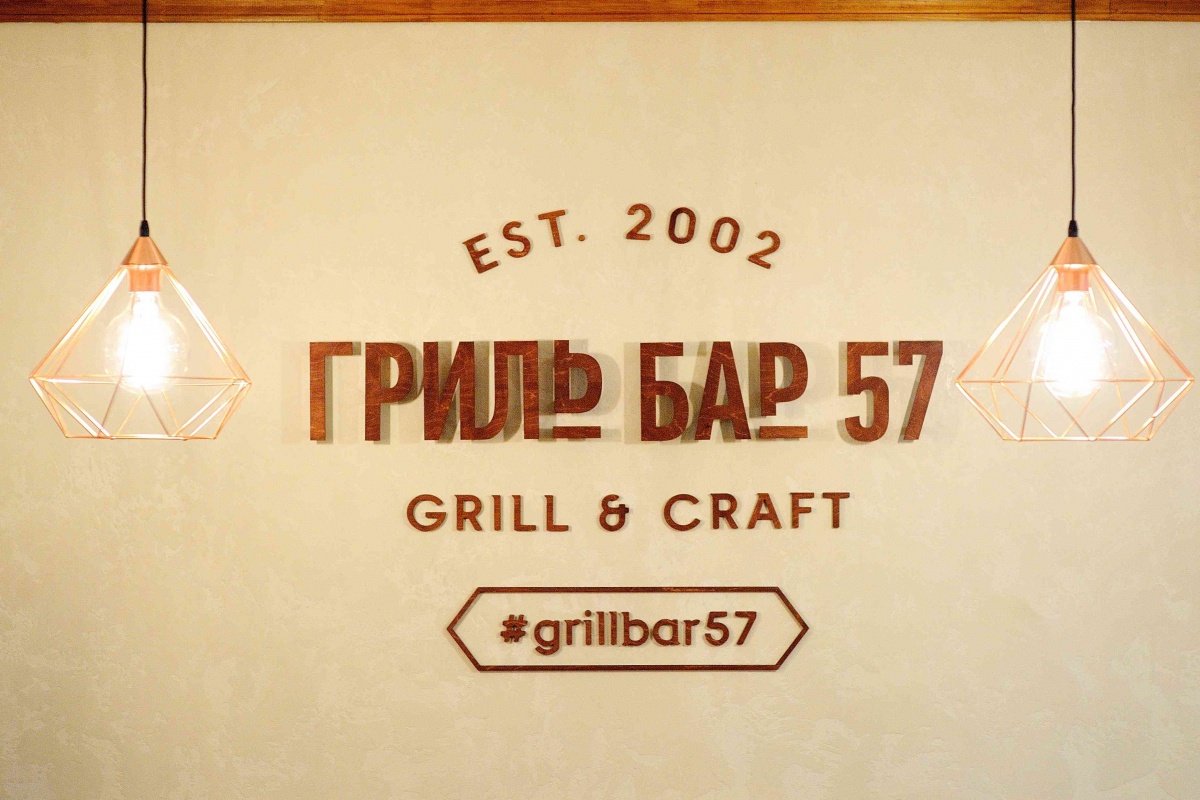 EST. 2002
ГРИЛЬ БАР 57
GRILL & CRAFT
#grillbar57